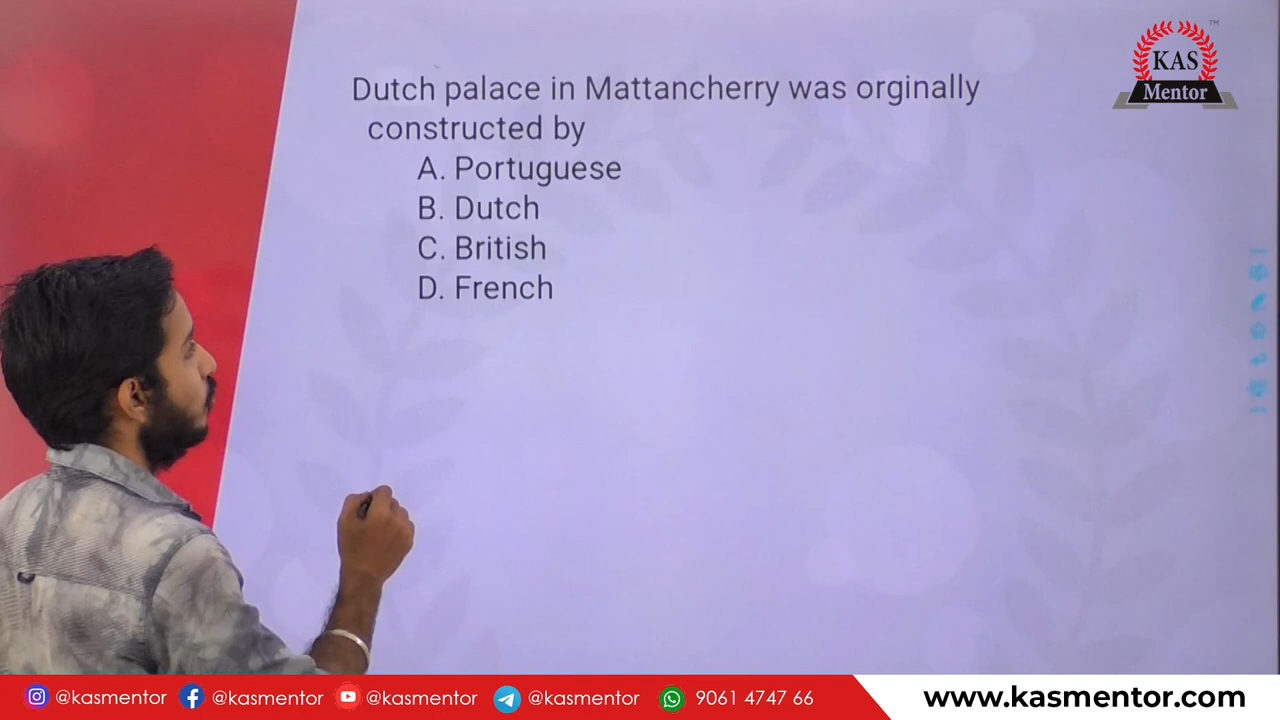 Dutch palace in Mattancherry was orginally
constructed by
A. Portuguese
B. Dutch
C. British
D. French
KAS
Mentor
TM
@kasmentor @kasmentor @kasmentor @kasmentor 9061 4747 66
www.kasmentor.com